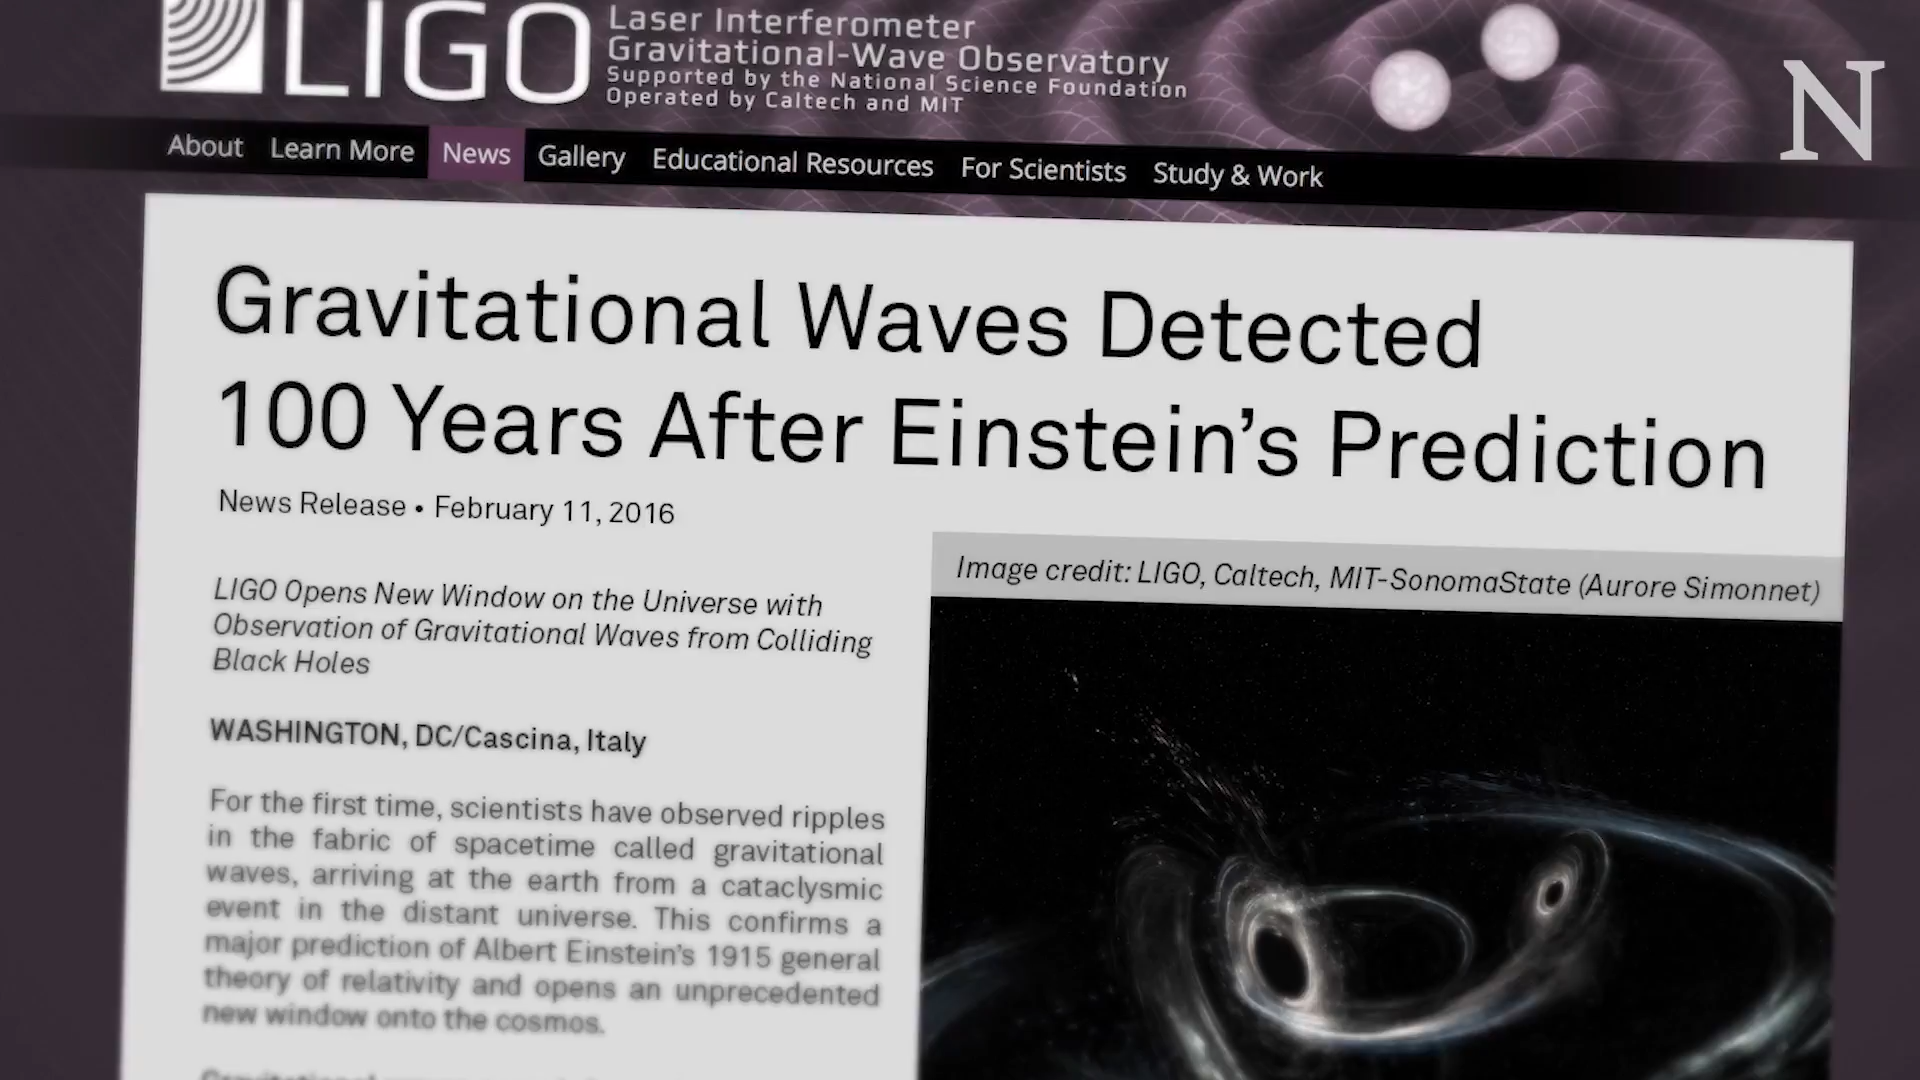 LIGO
Laser Interferometer
Gravitational-Wave Observatory
Supported by the National Science Foundation
Operated by Caltech and MIT
N
About Learn More News Gallery Educational Resources For Scientists Study & Work
Gravitational Waves Detected
100 Years After Einstein's Prediction
News Release • February 11, 2016
Image credit: LIGO, Caltech, MIT-SonomaState (Aurore Simonnet)
LIGO Opens New Window on the Universe with
Observation of Gravitational Waves from Colliding
Black Holes
WASHINGTON, DC/Cascina, Italy
For the first time, scientists have observed ripples
in the fabric of spacetime called gravitational
waves, arriving at the earth from a cataclysmic
event in the distant universe. This confirms a
major prediction of Albert Einstein's 1915 general
theory of relativity and opens an unprecedented
new window onto the cosmos.